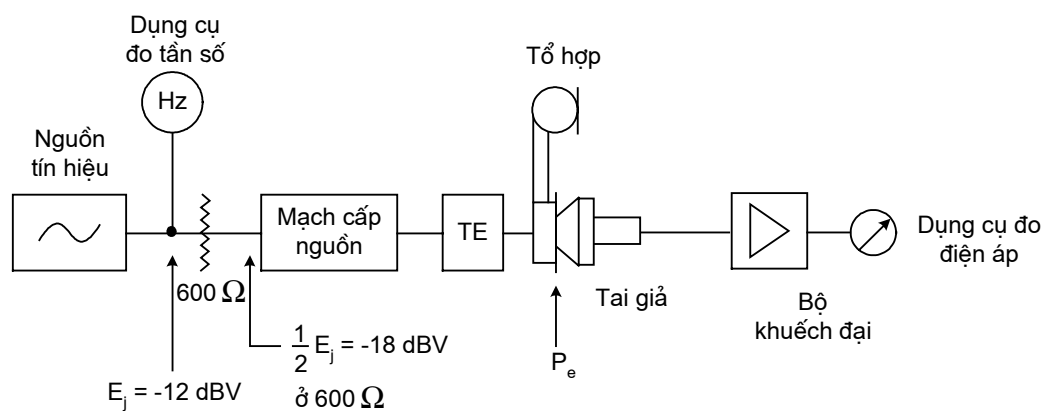 Dụng cụ
đo tần số
Hz
Nguồn
tín hiệu
600 Ω
Mạch cấp
nguồn
TE
Tổ hợp
Tai giả
Bộ
khuếch đại
Dụng cụ đo
điện áp
E_j = -12 dBV
1/2 E_j = -18 dBV
ở 600 Ω
P_e